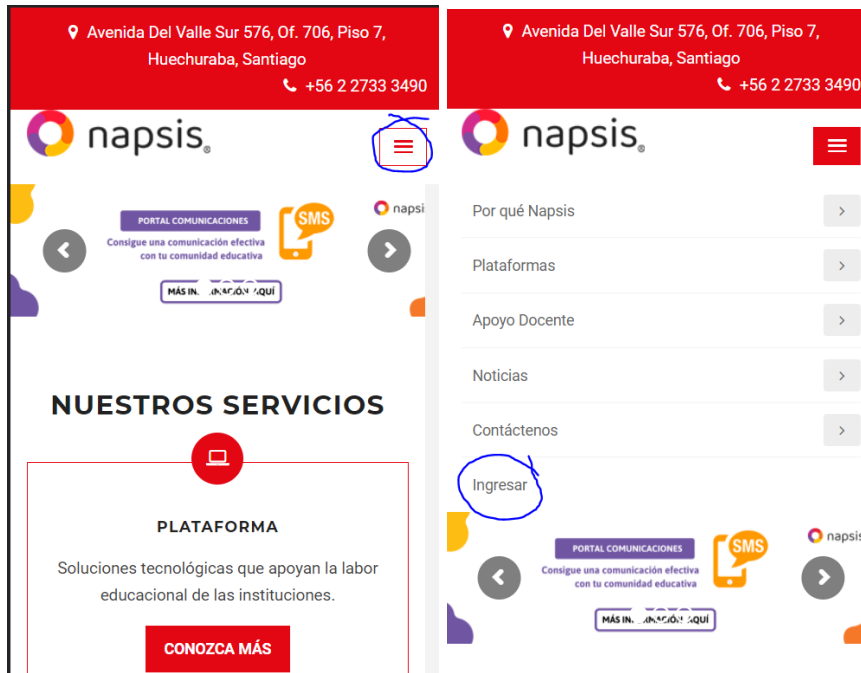 Avenida Del Valle Sur 576, Of. 706, Piso 7,
Huechuraba, Santiago
+56 2 2733 3490
napsis®
PORTAL COMUNICACIONES
SMS
Consigue una comunicación efectiva
con tu comunidad educativa
napsi
NUESTROS SERVICIOS
PLATAFORMA
Soluciones tecnológicas que apoyan la labor
educacional de las instituciones.
CONOZCA MÁS
Avenida Del Valle Sur 576, Of. 706, Piso 7,
Huechuraba, Santiago
+56 2 2733 3490
napsis®
Por qué Napsis
Plataformas
Apoyo Docente
Noticias
Contáctenos
Ingresar
PORTAL COMUNICACIONES
SMS
Consigue una comunicación efectiva
con tu comunidad educativa
napsis